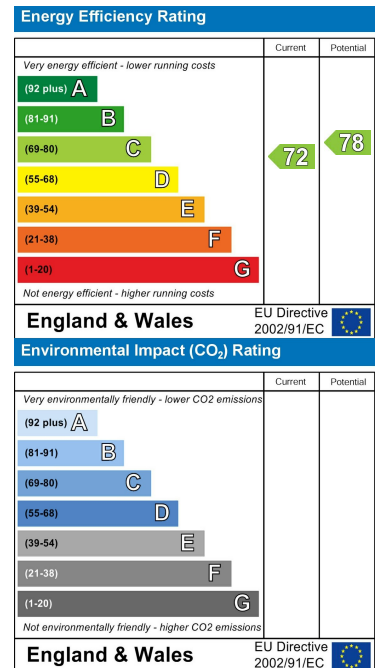 Energy Efficiency Rating
Current Potential
Very energy efficient - lower running costs
(92 plus) A
(81-91) B
(69-80) C
(55-68) D
(39-54) E
(21-38) F
(1-20) G
72
78
Not energy efficient - higher running costs
England & Wales
EU Directive
2002/91/EC
Environmental Impact (CO₂) Rating
Current Potential
Very environmentally friendly - lower CO2 emissions
(92 plus) A
(81-91) B
(69-80) C
(55-68) D
(39-54) E
(21-38) F
(1-20) G
Not environmentally friendly - higher CO2 emissions
England & Wales
EU Directive
2002/91/EC